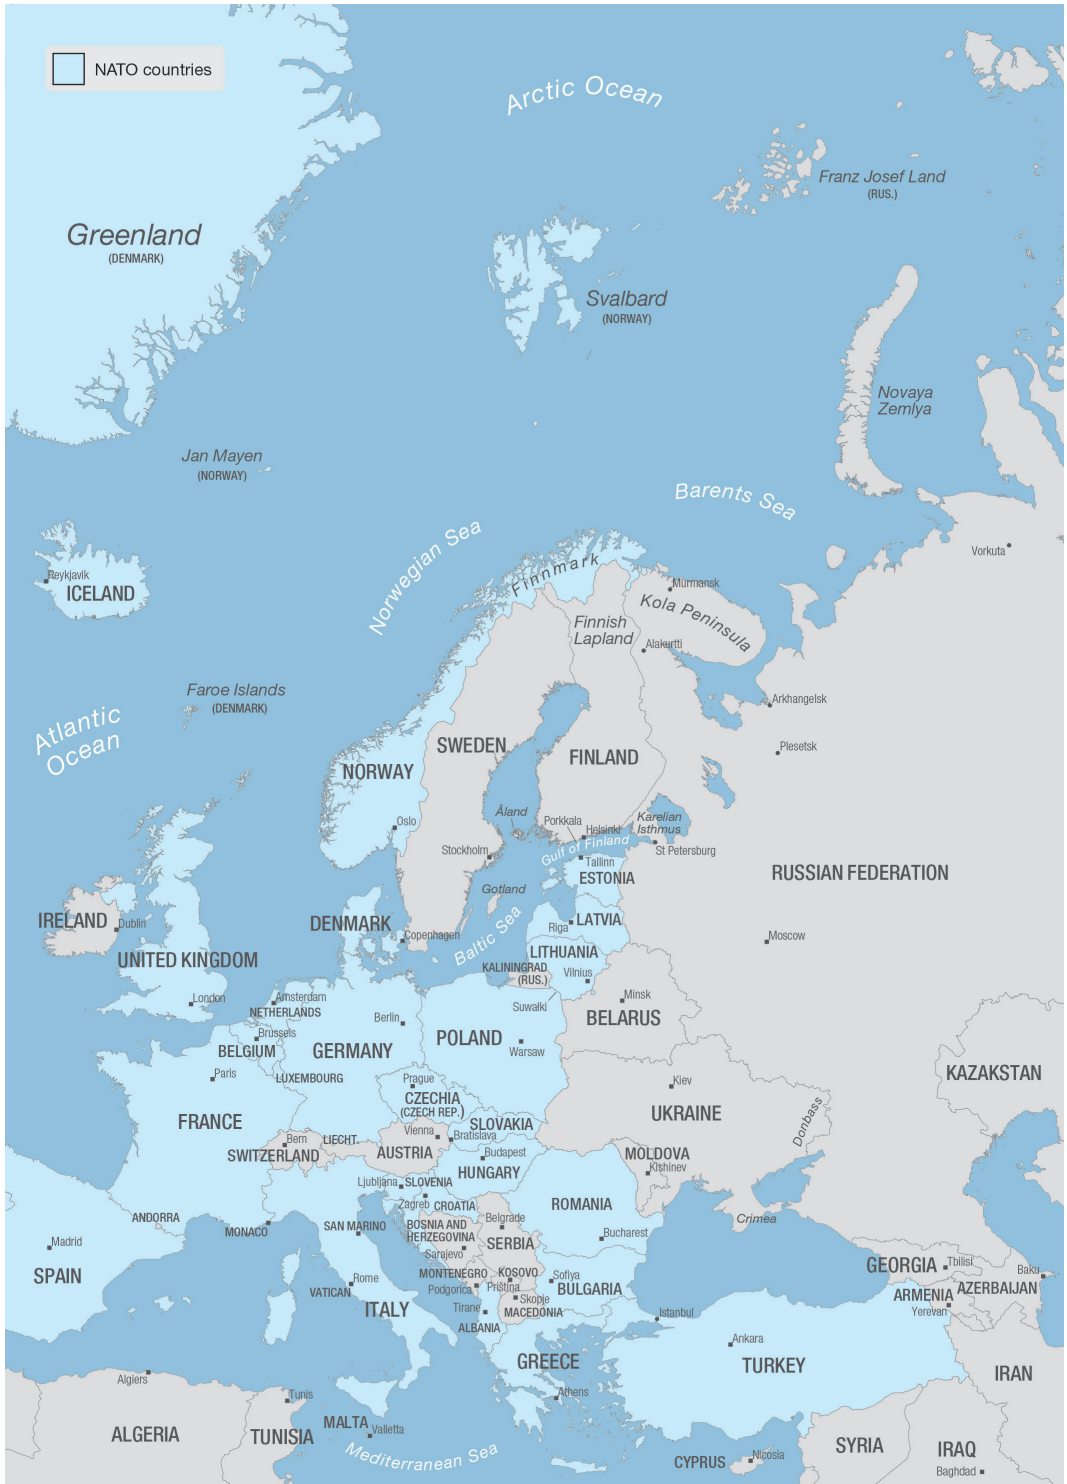 NATO countries
Arctic Ocean
Franz Josef Land
(RUS.)
Greenland
(DENMARK)
Svalbard
(NORWAY)
Novaya
Zemlya
Jan Mayen
(NORWAY)
Barents Sea
Norwegian Sea
Vorkuta
Finnmark
Reykjavik
ICELAND
Murmansk
Kola Peninsula
Finnish
Lapland
Alakurtti
Faroe Islands
(DENMARK)
Arkhangelsk
Atlantic
Ocean
SWEDEN
Plesetsk
FINLAND
NORWAY
Åland
Porkkala
Karelian
Isthmus
Oslo
Helsinki
Gulf of Finland
Stockholm
St Petersburg
Tallinn
ESTONIA
RUSSIAN FEDERATION
Gotland
IRELAND
Dublin
DENMARK
Copenhagen
Baltic Sea
Riga
LATVIA
Moscow
UNITED KINGDOM
LITHUANIA
KALININGRAD
(RUS.)
Vilnius
London
Amsterdam
NETHERLANDS
Suwalki
Minsk
BELARUS
Berlin
Brussels
BELGIUM
GERMANY
POLAND
Warsaw
Paris
LUXEMBOURG
Prague
CZECHIA
(CZECH REP.)
Kiev
UKRAINE
KAZAKSTAN
Donbass
FRANCE
SLOVAKIA
Vienna
Bratislava
Bern
SWITZERLAND
LIECHT.
AUSTRIA
Budapest
HUNGARY
MOLDOVA
Kishinev
Ljubljana
SLOVENIA
Zagreb
CROATIA
ROMANIA
ANDORRA
MONACO
SAN MARINO
BOSNIA AND
HERZEGOVINA
Sarajevo
Belgrade
SERBIA
Bucharest
Crimea
Madrid
SPAIN
Rome
VATICAN
ITALY
MONTENEGRO
Podgorica
KOSOVO
Priština
Sofiya
BULGARIA
Skopje
MACEDONIA
Tirane
ALBANIA
GEORGIA
Tbilisi
ARMENIA
Yerevan
AZERBAIJAN
Baku
Istanbul
Ankara
TURKEY
GREECE
Athens
IRAN
Algiers
ALGERIA
Tunis
TUNISIA
MALTA
Valletta
Mediterranean Sea
CYPRUS
Nicosia
SYRIA
IRAQ
Baghdad